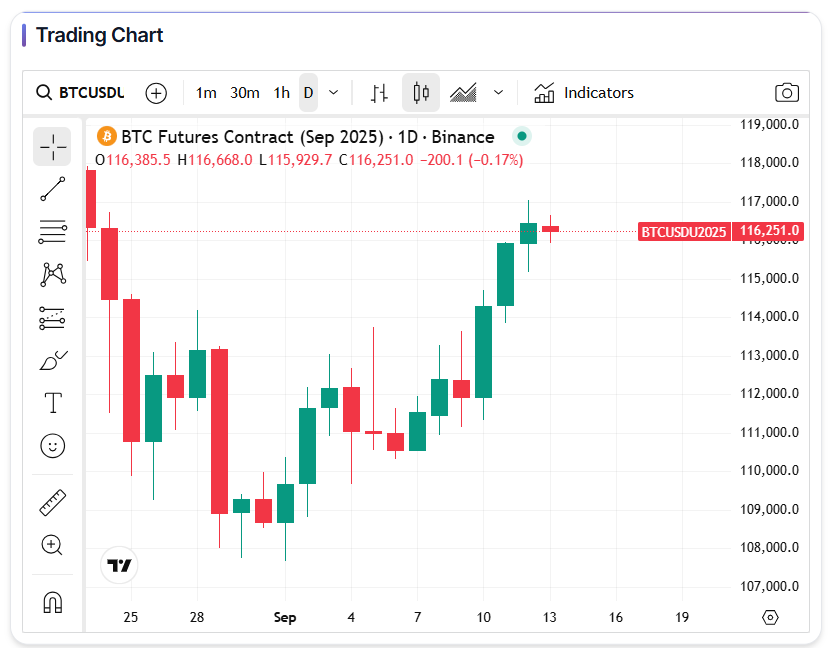 Trading Chart
BTCUSDU
1m 30m 1h D Indicators
BTC Futures Contract (Sep 2025) · 1D · Binance
O116,385.5 H116,668.0 L115,929.7 C116,251.0 −200.1 (−0.17%)
119,000.0
118,000.0
117,000.0
BTCUSDU2025 116,251.0
116,000.0
115,000.0
114,000.0
113,000.0
112,000.0
111,000.0
110,000.0
109,000.0
108,000.0
107,000.0
25 28 Sep 4 7 10 13 16 19